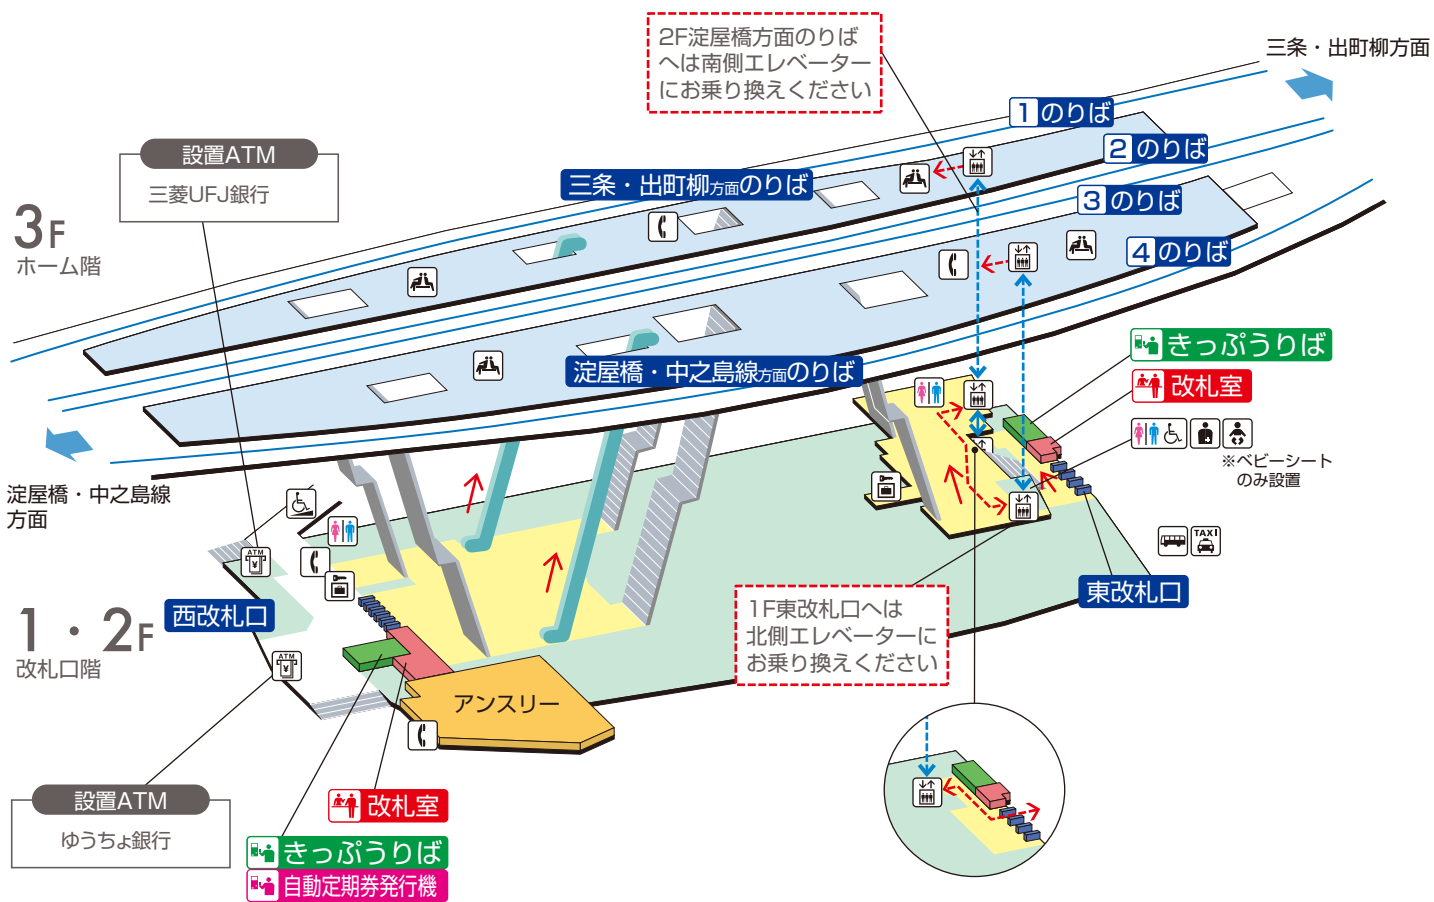 2F淀屋橋方面のりば
へは南側エレベーター
にお乗り換えください
三条・出町柳方面
1 のりば
2 のりば
3 のりば
4 のりば
設置ATM
三菱UFJ銀行
三条・出町柳方面のりば
3F
ホーム階
淀屋橋・中之島線方面のりば
きっぷうりば
改札室
※ベビーシート
のみ設置
淀屋橋・中之島線
方面
ATM
¥
TAXI
西改札口
東改札口
1・2F
改札口階
1F東改札口へは
北側エレベーターに
お乗り換えください
ATM
¥
アンスリー
設置ATM
ゆうちょ銀行
改札室
きっぷうりば
自動定期券発行機